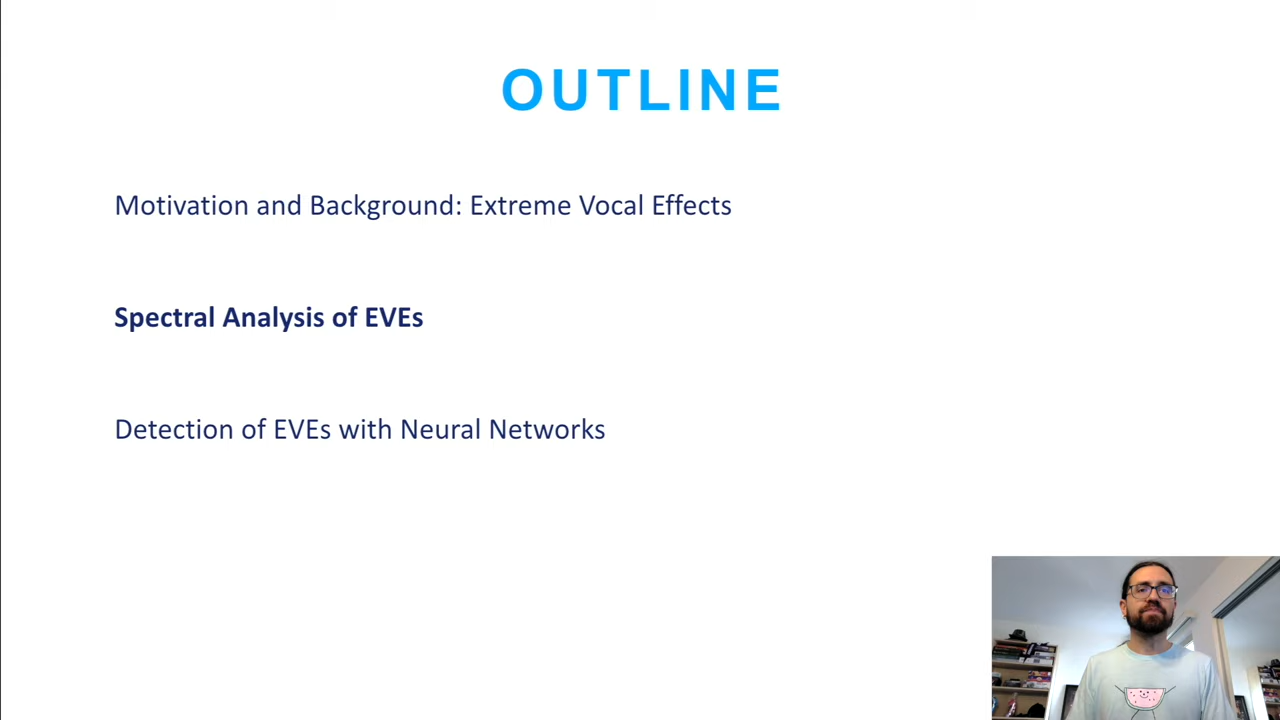 OUTLINE
Motivation and Background: Extreme Vocal Effects
Spectral Analysis of EVEs
Detection of EVEs with Neural Networks